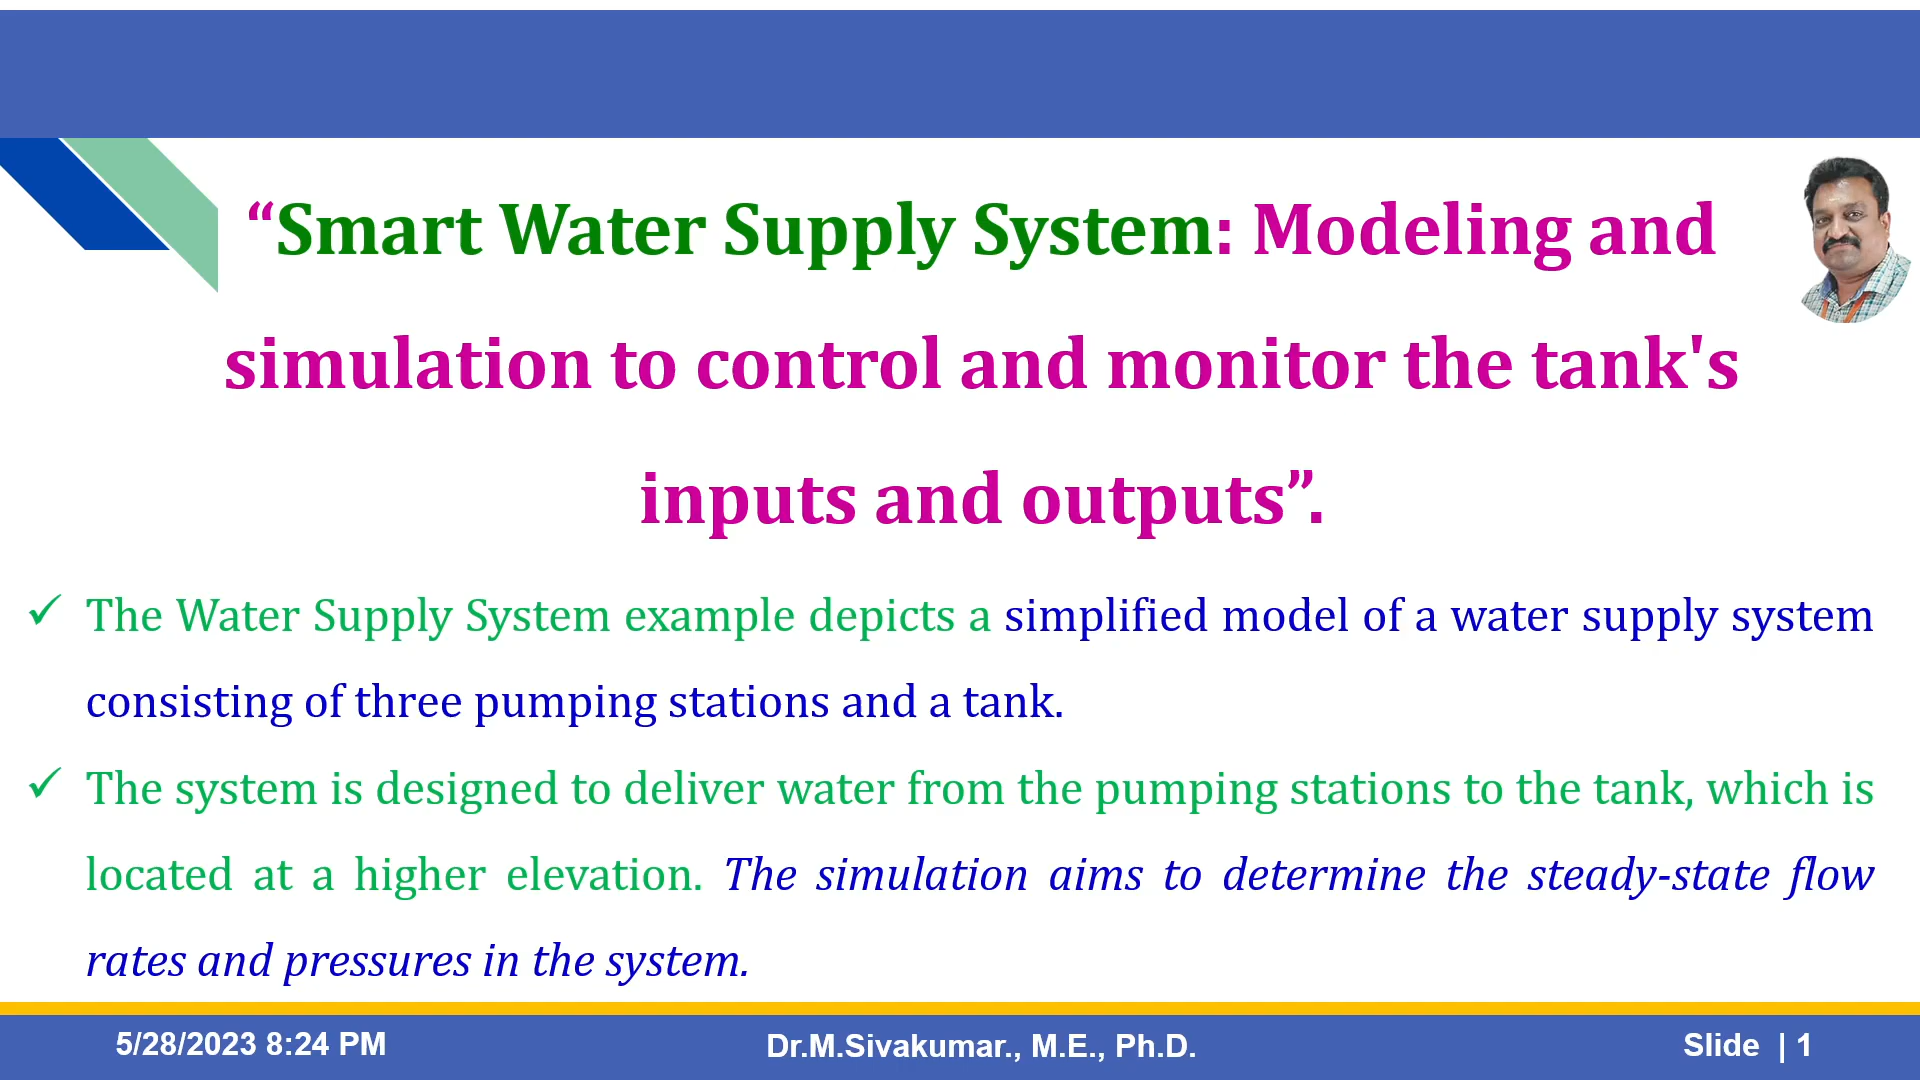 “Smart Water Supply System: Modeling and
simulation to control and monitor the tank's
inputs and outputs”.
✓ The Water Supply System example depicts a simplified model of a water supply system
consisting of three pumping stations and a tank.
✓ The system is designed to deliver water from the pumping stations to the tank, which is
located at a higher elevation. The simulation aims to determine the steady-state flow
rates and pressures in the system.
5/28/2023 8:24 PM
Dr.M.Sivakumar., M.E., Ph.D.
Slide | 1